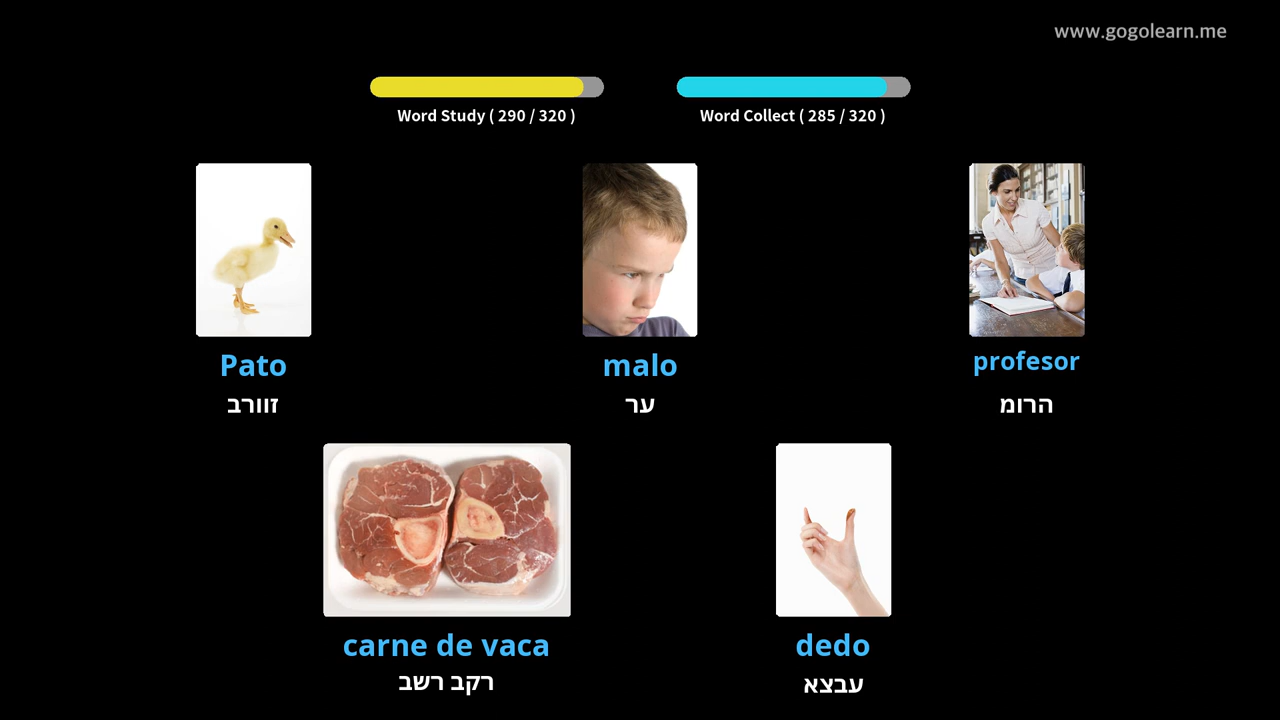 www.gogolearn.me
Word Study ( 290 / 320 )
Word Collect ( 285 / 320 )
Pato
זוורב
malo
ער
profesor
הרומ
carne de vaca
רקב רשב
dedo
עבצא